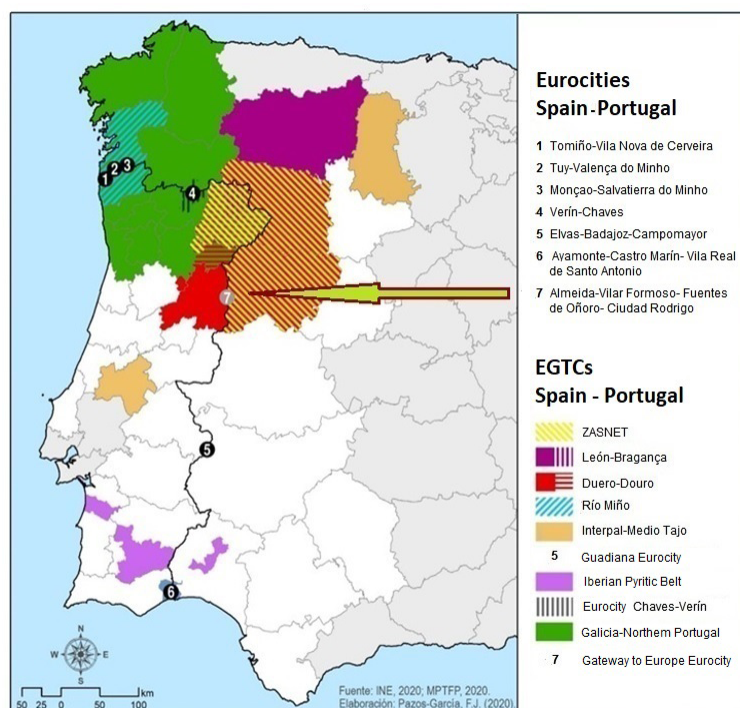 Eurocities
Spain-Portugal
1 Tomiño-Vila Nova de Cerveira
2 Tuy-Valença do Minho
3 Monçao-Salvatierra do Minho
4 Verín-Chaves
5 Elvas-Badajoz-Campomayor
6 Ayamonte-Castro Marín- Vila Real
de Santo Antonio
7 Almeida-Vilar Formoso- Fuentes
de Oñoro- Ciudad Rodrigo
EGTCs
Spain - Portugal
ZASNET
León-Bragança
Duero-Douro
Río Miño
Interpal-Medio Tajo
5 Guadiana Eurocity
Iberian Pyritic Belt
Eurocity Chaves-Verín
Galicia-Northem Portugal
7 Gateway to Europe Eurocity
1 2 3
4
7
5
6
N
W E
S
km
50 25 0 50 100
Fuente: INE, 2020; MPTFP, 2020.
Elaboración: Pazos-García, F.J. (2020).